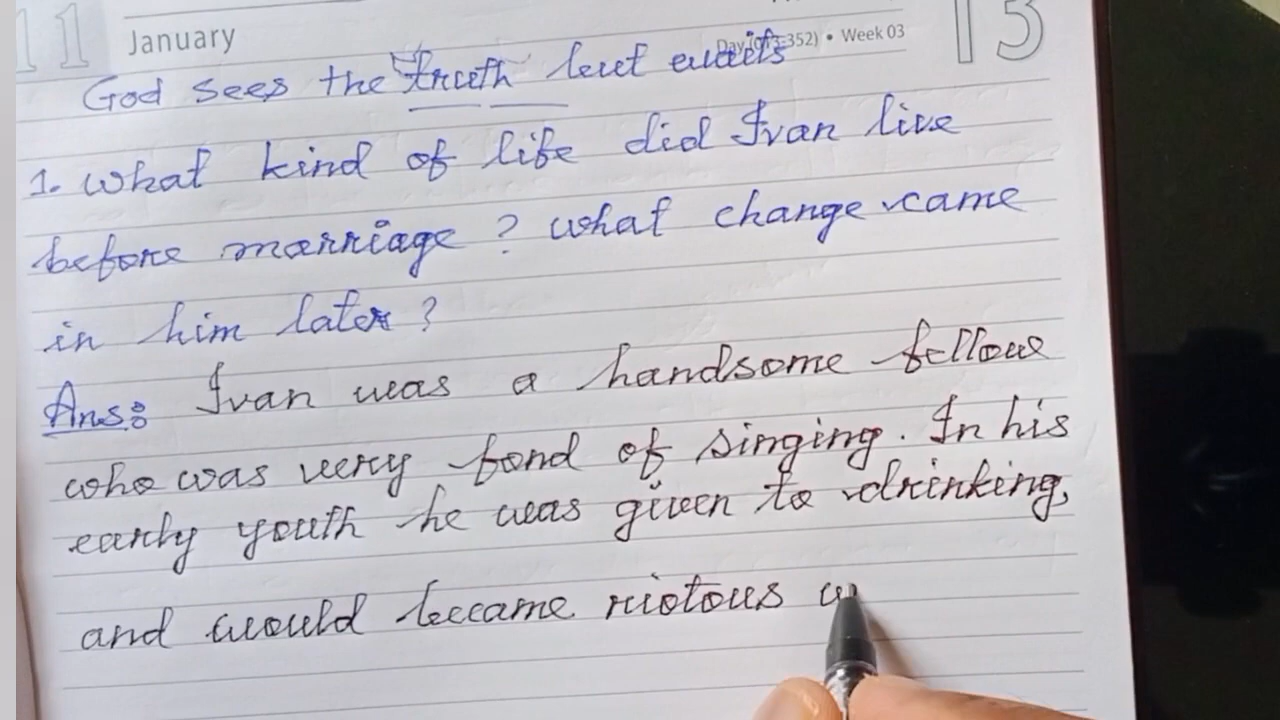 11
January
Day (013-352) • Week 03
13
God sees the truth but awaits
1. What kind of life did Ivan live
before marriage ? what change came
in him later ?
Ans: Ivan was a handsome fellow
who was very fond of singing. In his
early youth he was given to drinking,
and would became riotous w